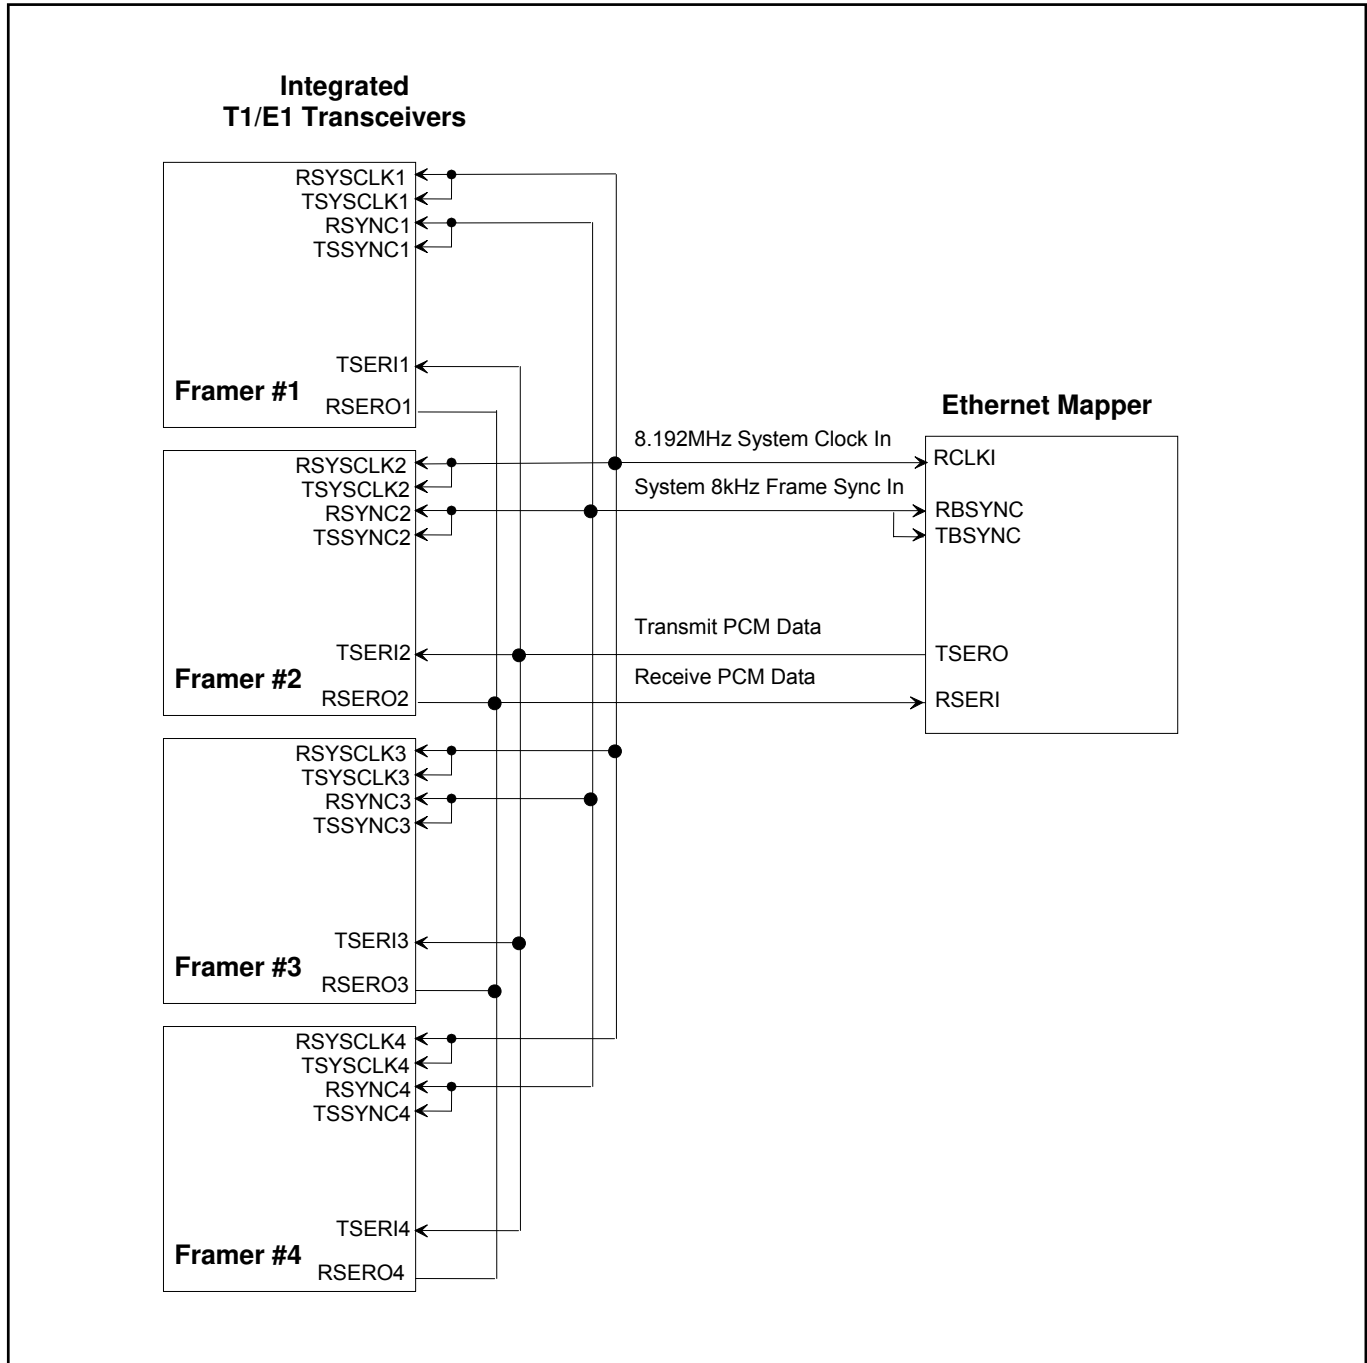 Integrated
T1/E1 Transceivers
RSYSCLK1
TSYSCLK1
RSYNC1
TSSYNC1
TSERI1
Framer #1
RSERO1
RSYSCLK2
TSYSCLK2
RSYNC2
TSSYNC2
TSERI2
Framer #2
RSERO2
RSYSCLK3
TSYSCLK3
RSYNC3
TSSYNC3
TSERI3
Framer #3
RSERO3
RSYSCLK4
TSYSCLK4
RSYNC4
TSSYNC4
TSERI4
Framer #4
RSERO4
8.192MHz System Clock In
System 8kHz Frame Sync In
Transmit PCM Data
Receive PCM Data
Ethernet Mapper
RCLKI
RBSYNC
TBSYNC
TSERO
RSERI